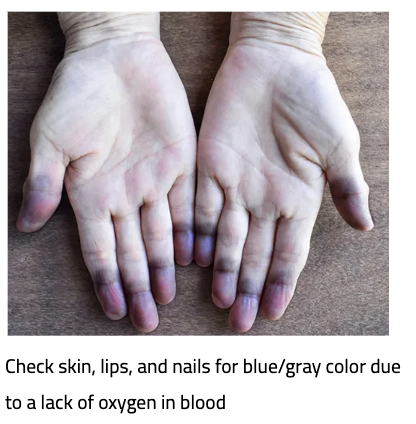 Check skin, lips, and nails for blue/gray color due
to a lack of oxygen in blood